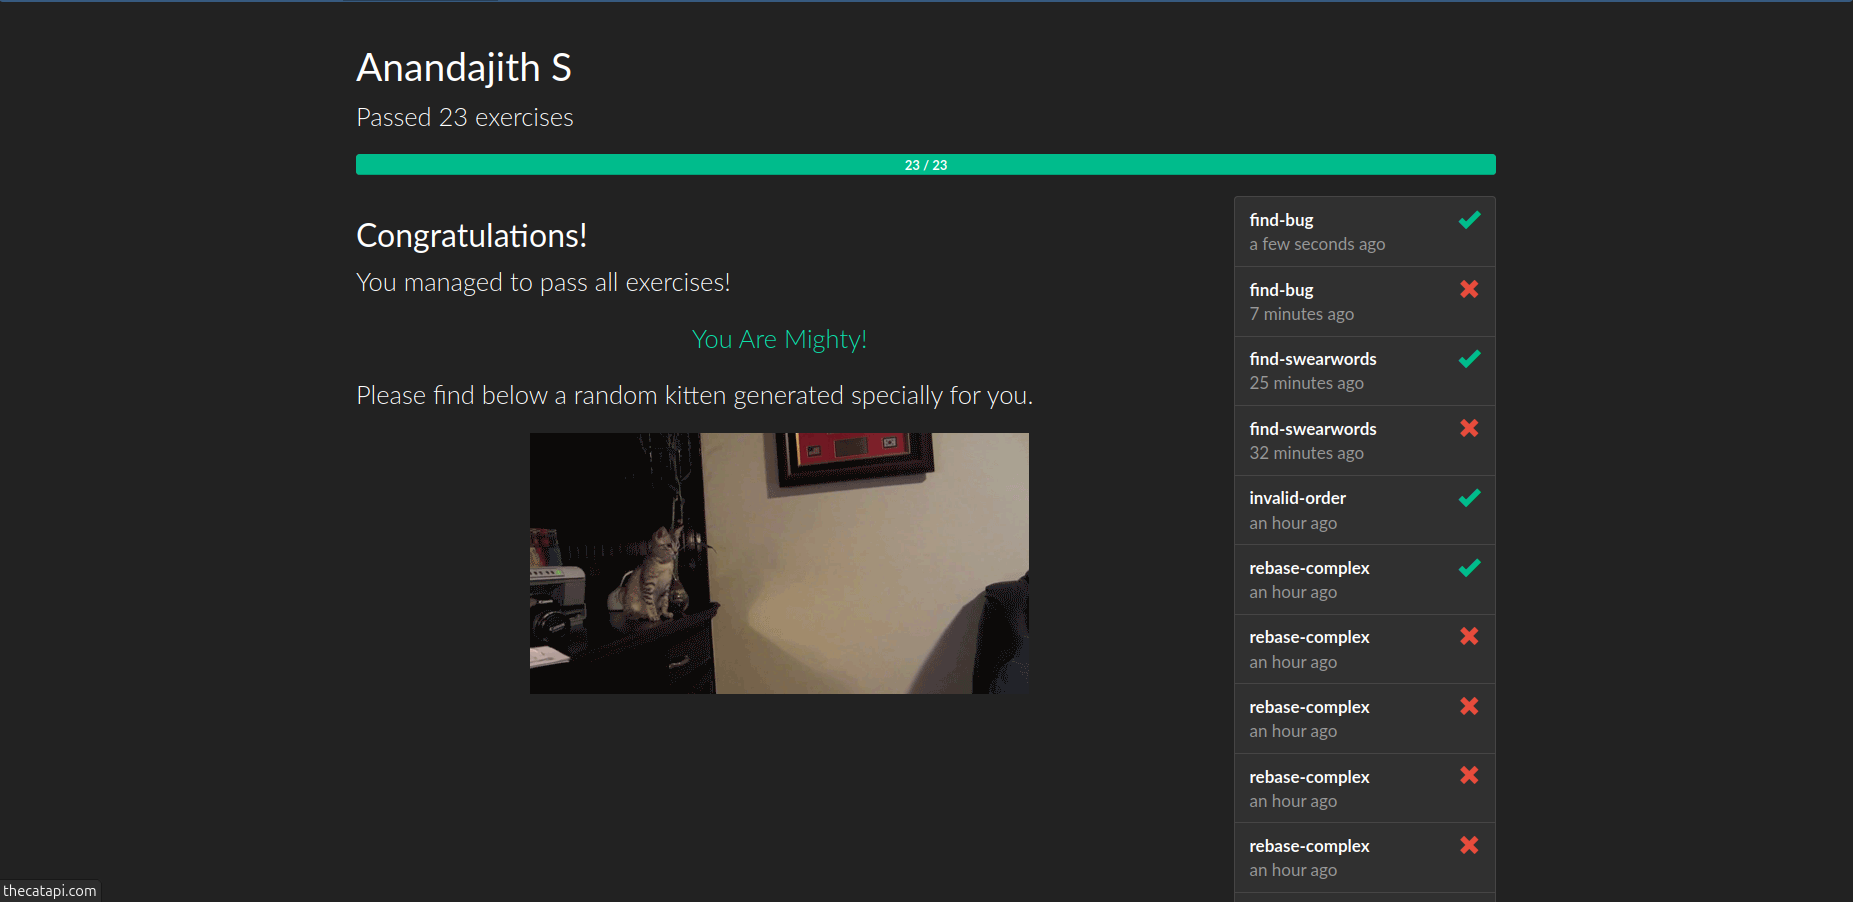 Anandajith S
Passed 23 exercises
23 / 23
Congratulations!
You managed to pass all exercises!
You Are Mighty!
Please find below a random kitten generated specially for you.
find-bug
a few seconds ago
find-bug
7 minutes ago
find-swearwords
25 minutes ago
find-swearwords
32 minutes ago
invalid-order
an hour ago
rebase-complex
an hour ago
rebase-complex
an hour ago
rebase-complex
an hour ago
rebase-complex
an hour ago
rebase-complex
an hour ago
thecatapi.com